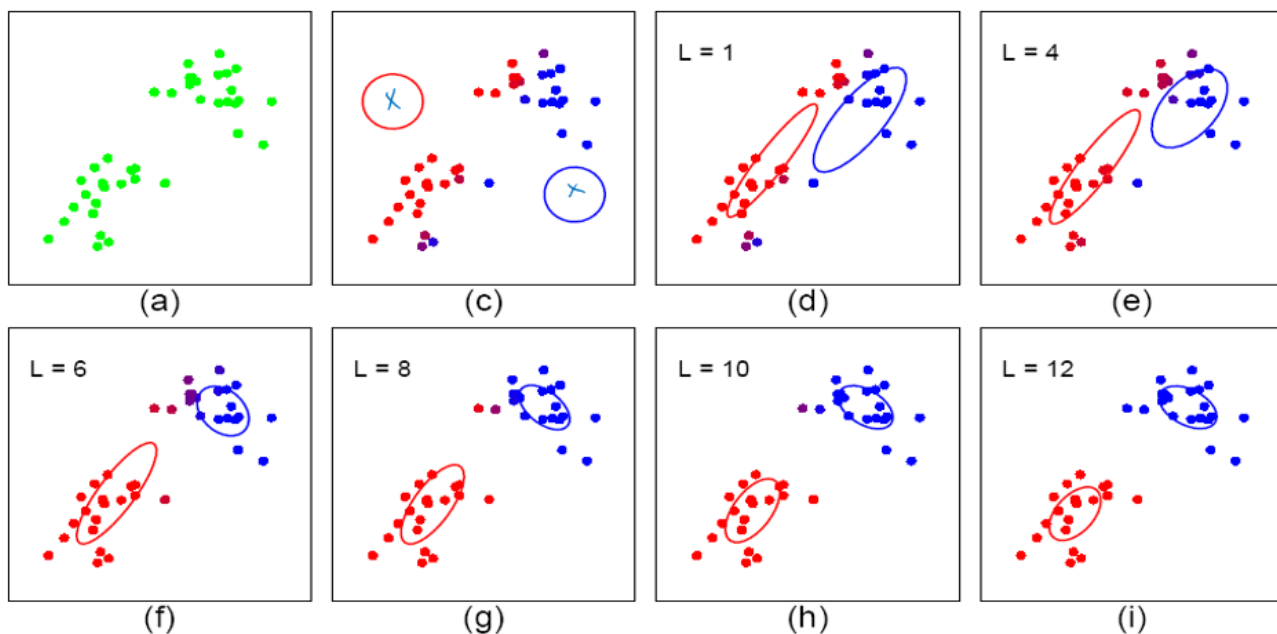 L = 1
L = 4
(a)
(c)
(d)
(e)
L = 6
L = 8
L = 10
L = 12
(f)
(g)
(h)
(i)